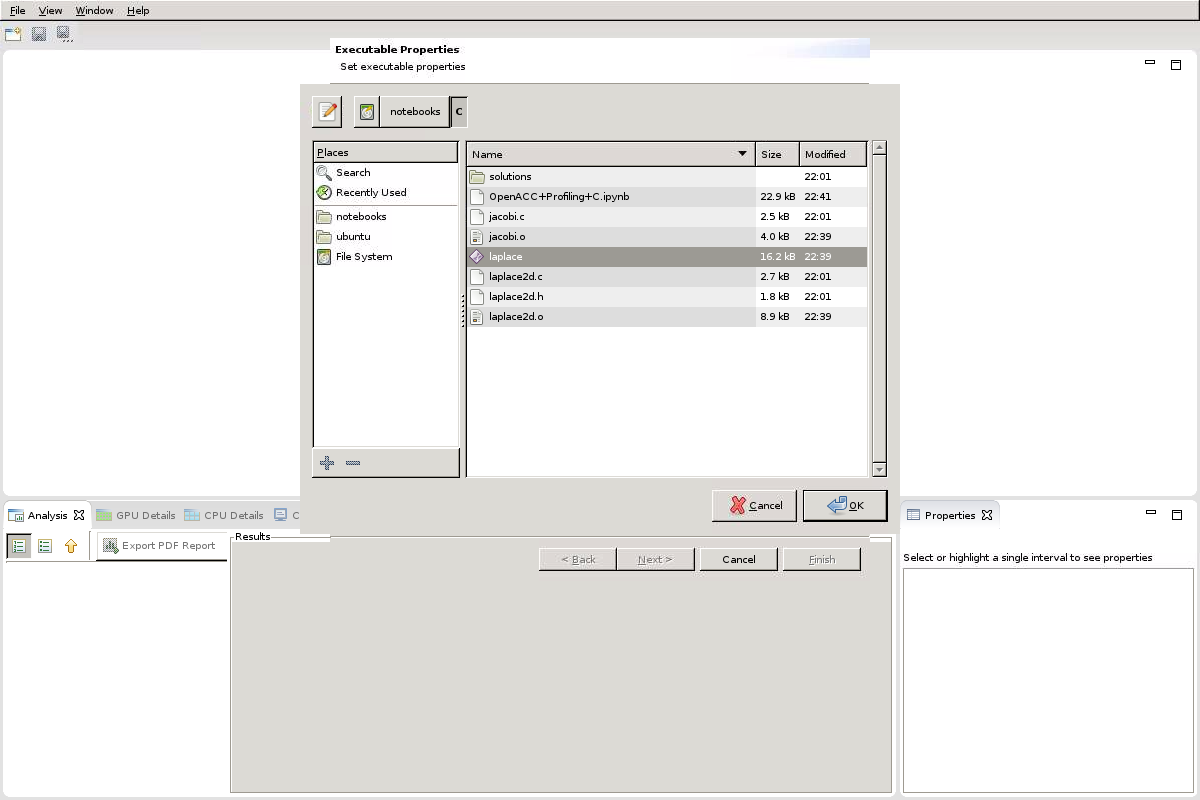 File View Window Help
Executable Properties
Set executable properties
notebooks C
Places
Search
Recently Used
notebooks
ubuntu
File System
Name Size Modified
solutions 22:01
OpenACC+Profiling+C.ipynb 22.9 kB 22:41
jacobi.c 2.5 kB 22:01
jacobi.o 4.0 kB 22:39
laplace 16.2 kB 22:39
laplace2d.c 2.7 kB 22:01
laplace2d.h 1.8 kB 22:01
laplace2d.o 8.9 kB 22:39
Cancel OK
Analysis GPU Details CPU Details C
Properties
Export PDF Report
Results
< Back Next > Cancel Finish
Select or highlight a single interval to see properties